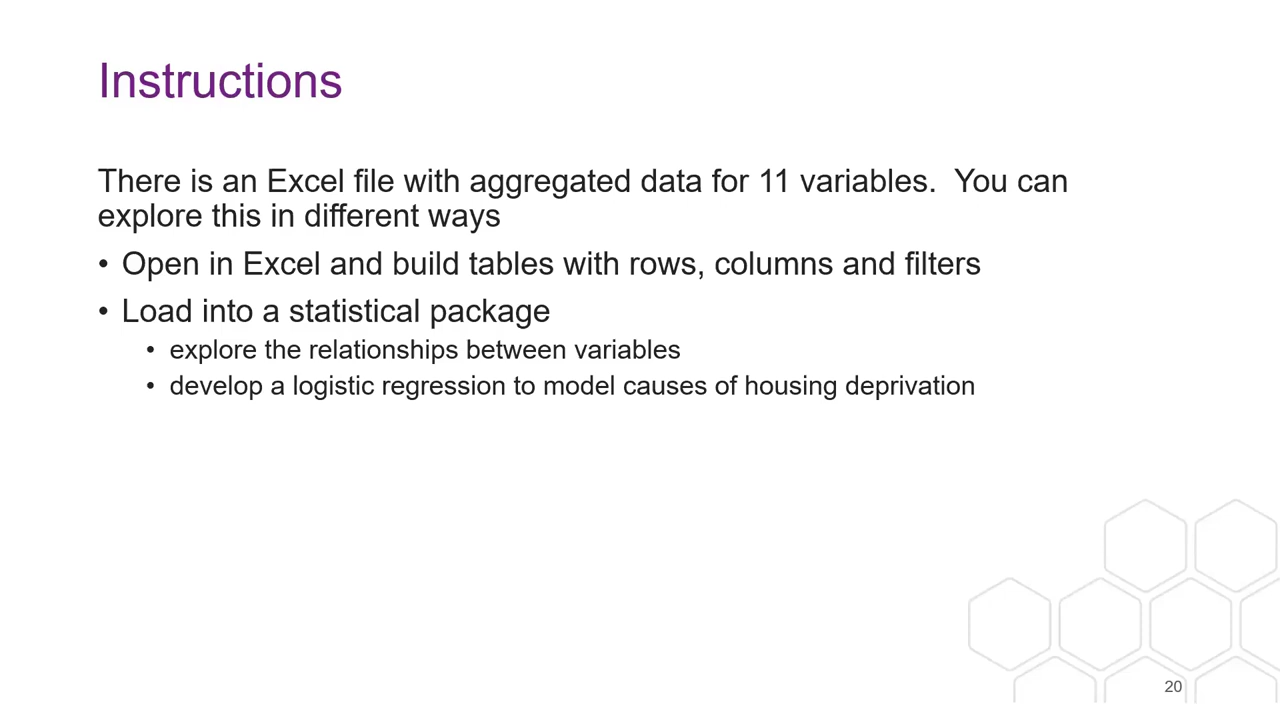 Instructions
There is an Excel file with aggregated data for 11 variables.  You can
explore this in different ways
• Open in Excel and build tables with rows, columns and filters
• Load into a statistical package
• explore the relationships between variables
• develop a logistic regression to model causes of housing deprivation
20